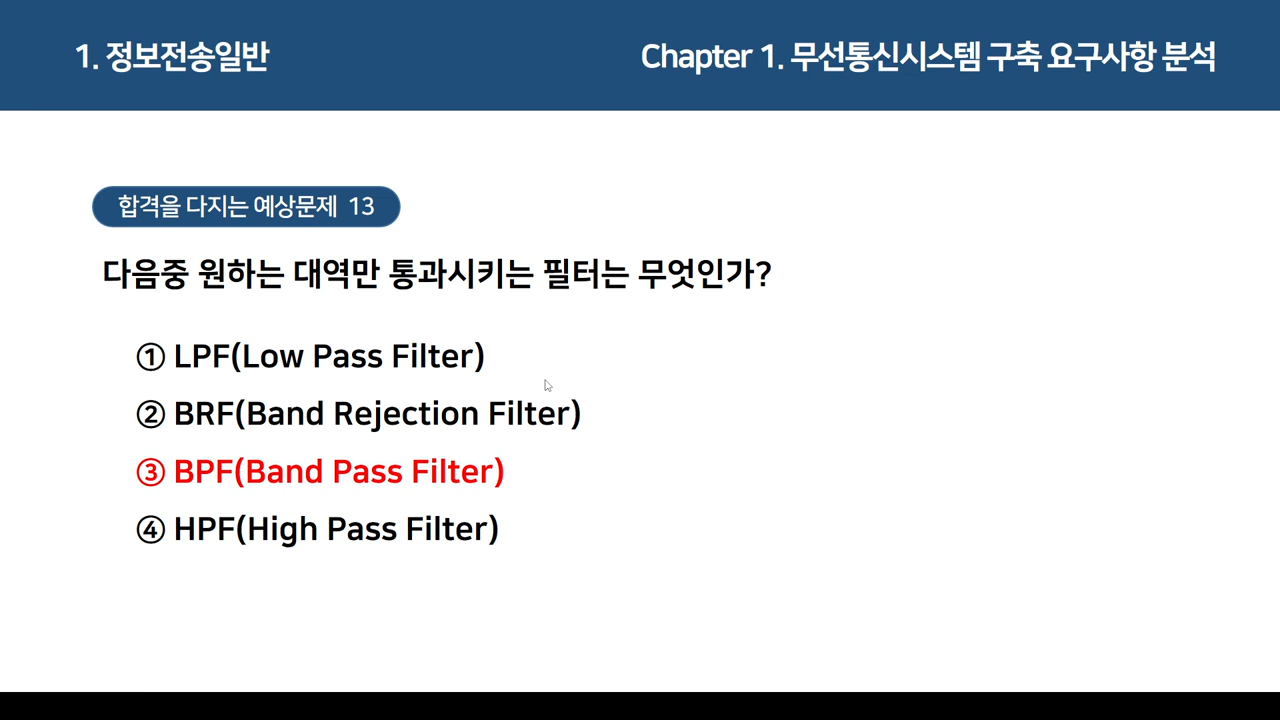 1. 정보전송일반
Chapter 1. 무선통신시스템 구축 요구사항 분석
합격을 다지는 예상문제 13
다음중 원하는 대역만 통과시키는 필터는 무엇인가?
① LPF(Low Pass Filter)
② BRF(Band Rejection Filter)
③ BPF(Band Pass Filter)
④ HPF(High Pass Filter)